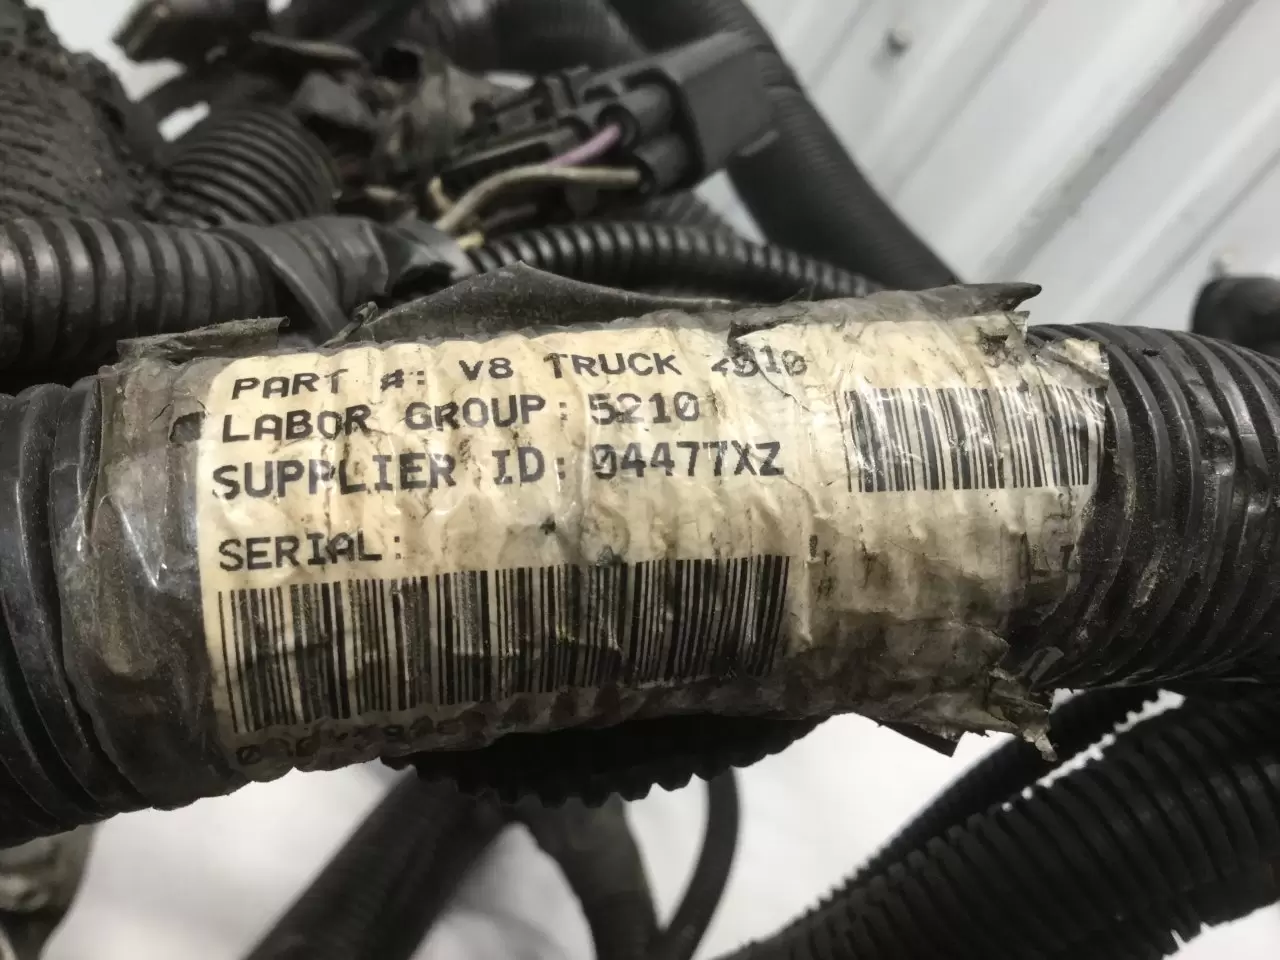 PART #: V8 TRUCK
LABOR GROUP: 5210
SUPPLIER ID: 04477XZ
SERIAL: